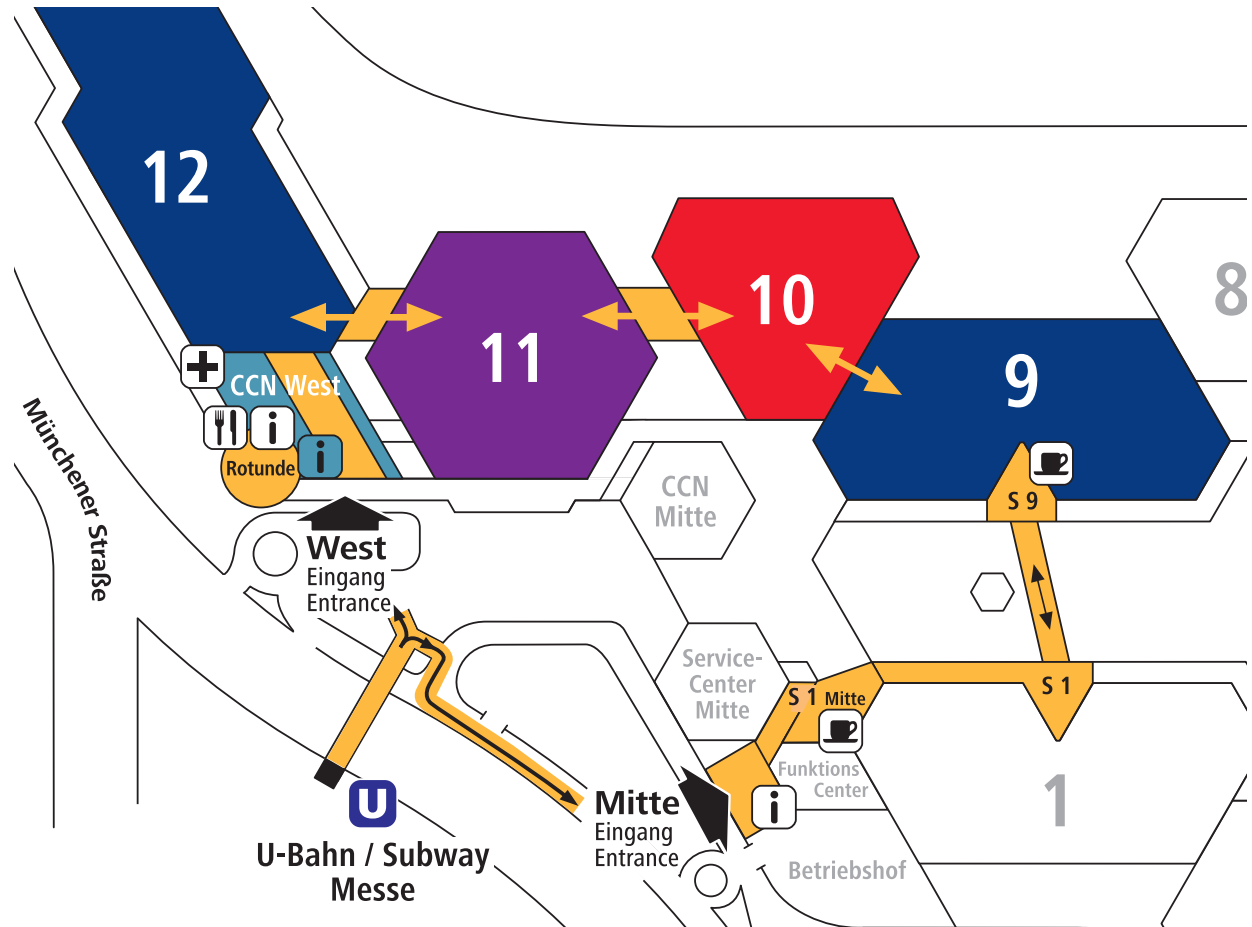 12
11
10
9
8
CCN West
Rotunde
i
i
Münchener Straße
West
Eingang
Entrance
CCN
Mitte
S 9
Service-
Center
Mitte
S 1 Mitte
S 1
Funktions
Center
1
i
Mitte
Eingang
Entrance
Betriebshof
U
U-Bahn / Subway
Messe